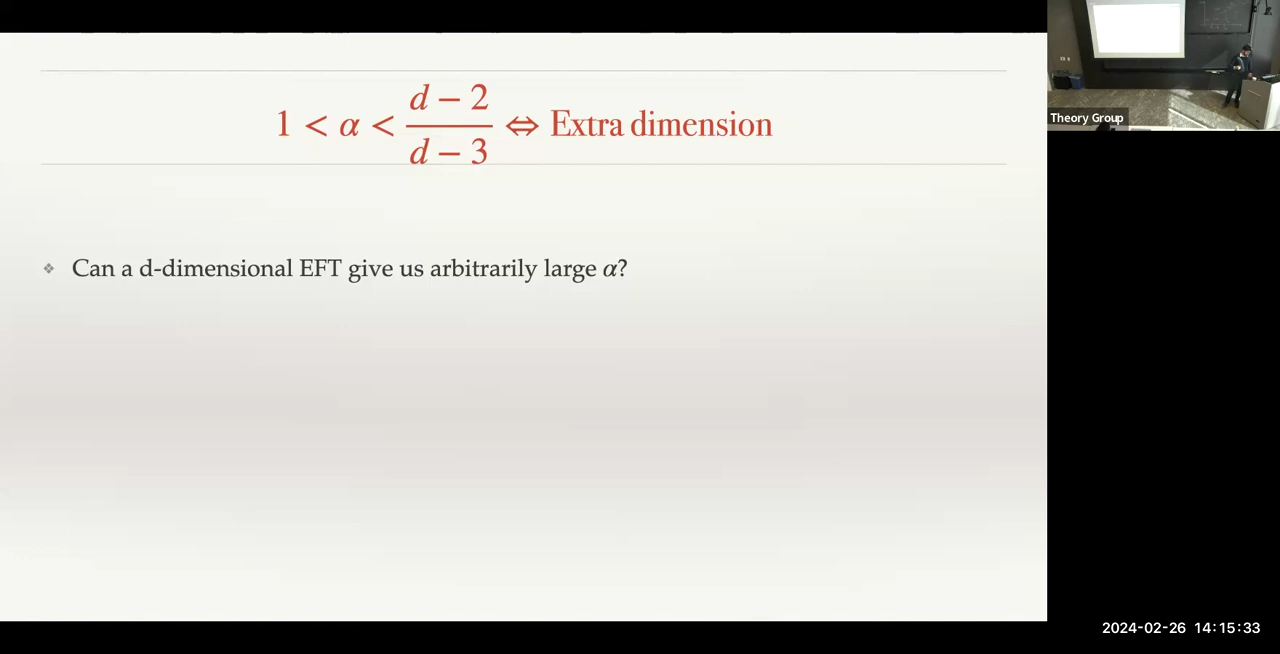 1 < α < \frac{d − 2}{d − 3} ⇔ Extra dimension
❖ Can a d-dimensional EFT give us arbitrarily large α?
Theory Group
2024-02-26 14:15:33